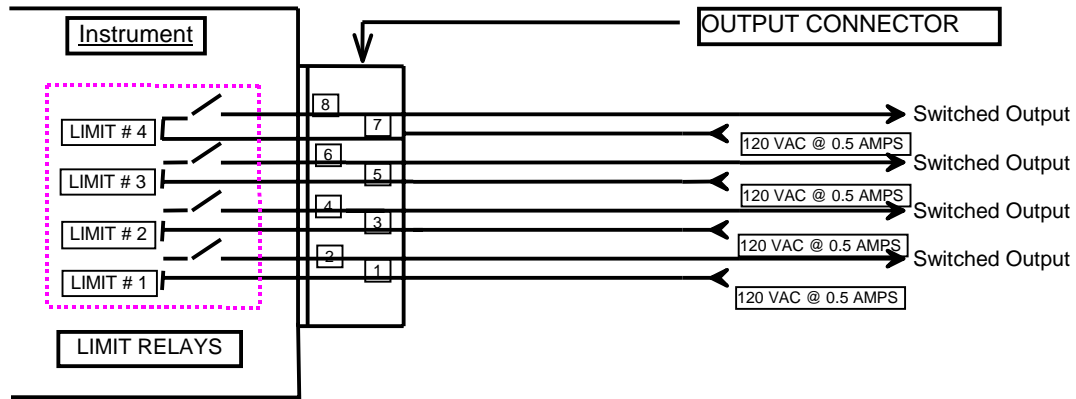 Instrument
OUTPUT CONNECTOR
8
Switched Output
LIMIT # 4
7
120 VAC @ 0.5 AMPS
6
Switched Output
LIMIT # 3
5
120 VAC @ 0.5 AMPS
4
Switched Output
LIMIT # 2
3
120 VAC @ 0.5 AMPS
2
Switched Output
LIMIT # 1
1
120 VAC @ 0.5 AMPS
LIMIT RELAYS